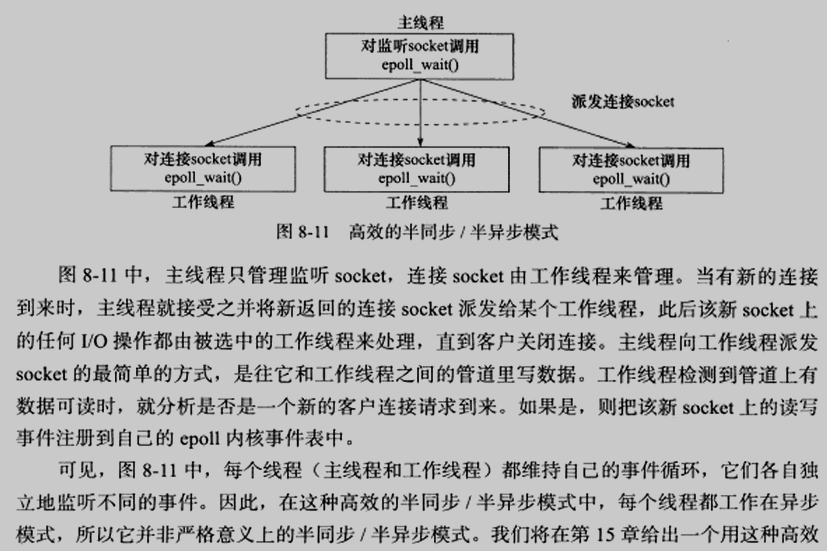 主线程
对监听socket调用
epoll_wait()
派发连接socket
对连接socket调用
epoll_wait()
对连接socket调用
epoll_wait()
对连接socket调用
epoll_wait()
工作线程
工作线程
工作线程
图 8-11 高效的半同步 / 半异步模式
图 8-11 中，主线程只管理监听 socket，连接 socket 由工作线程来管理。当有新的连接
到来时，主线程就接受之并将新返回的连接 socket 派发给某个工作线程，此后该新 socket 上
的任何 I/O 操作都由被选中的工作线程来处理，直到客户关闭连接。主线程向工作线程派发
socket 的最简单的方式，是往它和工作线程之间的管道里写数据。工作线程检测到管道上有
数据可读时，就分析是否是一个新的客户连接请求到来。如果是，则把该新 socket 上的读写
事件注册到自己的 epoll 内核事件表中。
可见，图 8-11 中，每个线程（主线程和工作线程）都维持自己的事件循环，它们各自独
立地监听不同的事件。因此，在这种高效的半同步 / 半异步模式中，每个线程都工作在异步
模式，所以它并非严格意义上的半同步 / 半异步模式。我们将在第 15 章给出一个用这种高效